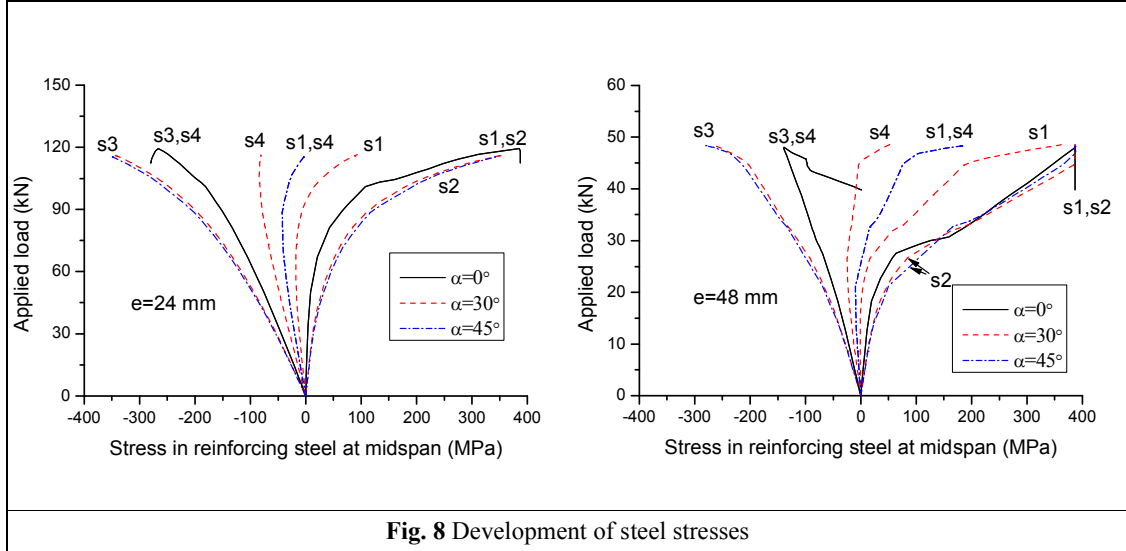 150
120
90
60
30
0
Applied load (kN)
s3
s3,s4
s4
s1,s4
s1
s1,s2
s2
e=24 mm
α=0°
α=30°
α=45°
-400 -300 -200 -100 0 100 200 300 400
Stress in reinforcing steel at midspan (MPa)
60
50
40
30
20
10
0
Applied load (kN)
s3
s3,s4
s4
s1,s4
s1
s1,s2
s2
e=48 mm
α=0°
α=30°
α=45°
-400 -300 -200 -100 0 100 200 300 400
Stress in reinforcing steel at midspan (MPa)
Fig. 8 Development of steel stresses